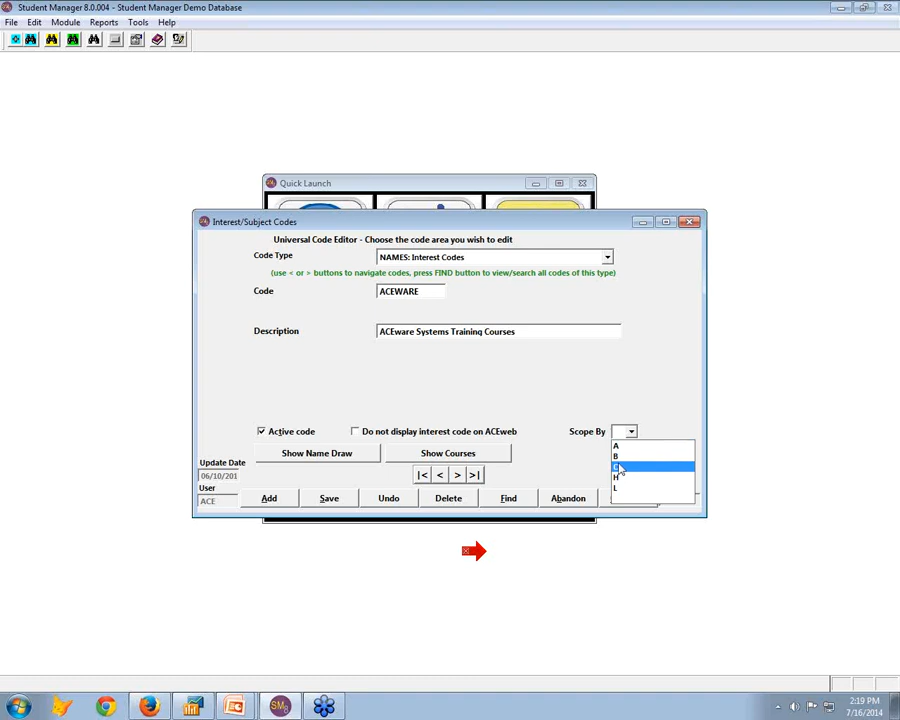 Student Manager 8.0.004 - Student Manager Demo Database
File Edit Module Reports Tools Help
Quick Launch
Interest/Subject Codes
Universal Code Editor - Choose the code area you wish to edit
Code Type NAMES: Interest Codes
(use < or > buttons to navigate codes, press FIND button to view/search all codes of this type)
Code ACEWARE
Description ACEware Systems Training Courses
Active code Do not display interest code on ACEweb Scope By
A
B
H
L
Show Name Draw Show Courses
|< < > >|
Update Date
06/10/201
User
ACE
Add Save Undo Delete Find Abandon
SM8
2:19 PM
7/16/2014